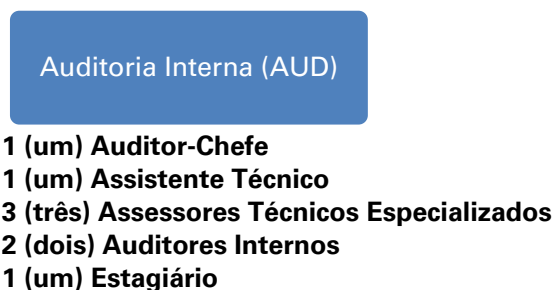 Auditoria Interna (AUD)
1 (um) Auditor-Chefe
1 (um) Assistente Técnico
3 (três) Assessores Técnicos Especializados
2 (dois) Auditores Internos
1 (um) Estagiário